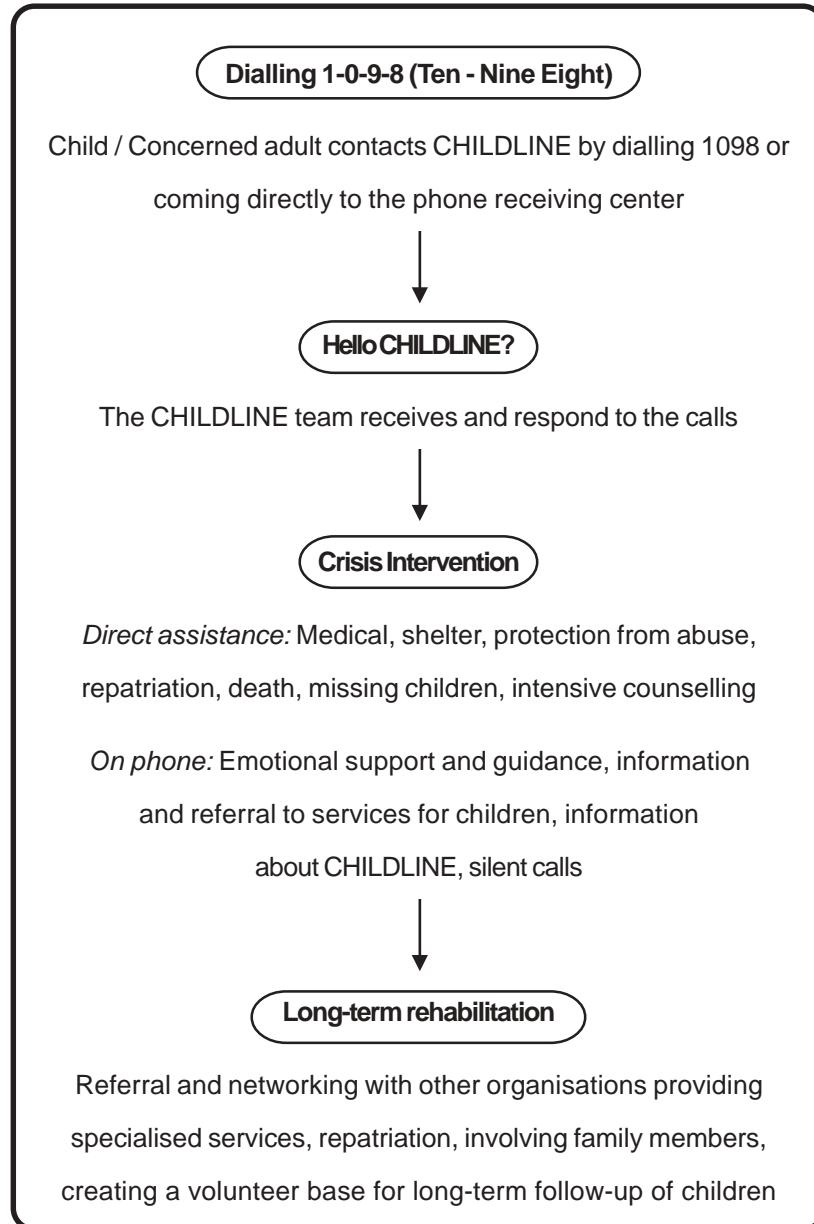 Dialling 1-0-9-8 (Ten - Nine Eight)
Child / Concerned adult contacts CHILDLINE by dialling 1098 or
coming directly to the phone receiving center
Hello CHILDLINE?
The CHILDLINE team receives and respond to the calls
Crisis Intervention
Direct assistance: Medical, shelter, protection from abuse,
repatriation, death, missing children, intensive counselling
On phone: Emotional support and guidance, information
and referral to services for children, information
about CHILDLINE, silent calls
Long-term rehabilitation
Referral and networking with other organisations providing
specialised services, repatriation, involving family members,
creating a volunteer base for long-term follow-up of children